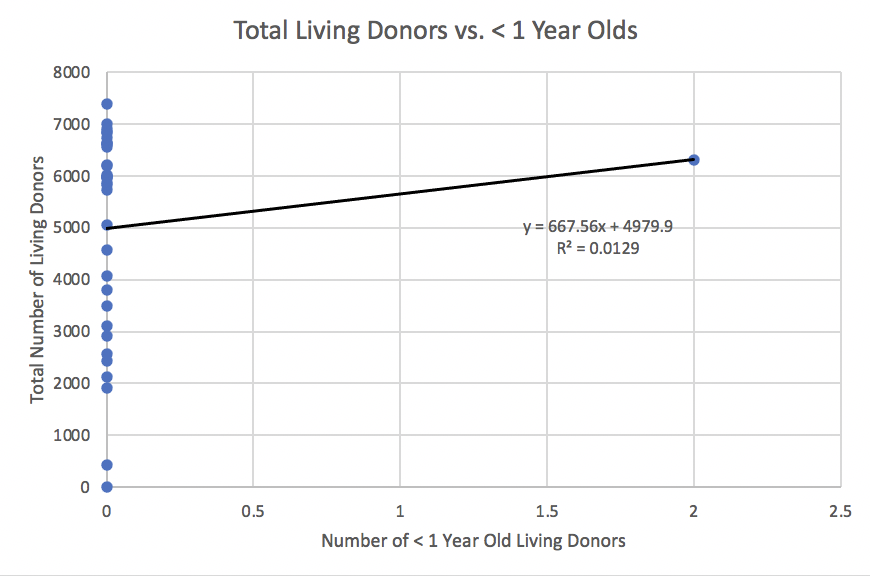 Total Living Donors vs. < 1 Year Olds
8000
7000
6000
5000
4000
3000
2000
1000
0
Total Number of Living Donors
y = 667.56x + 4979.9
R² = 0.0129
0 0.5 1 1.5 2 2.5
Number of < 1 Year Old Living Donors